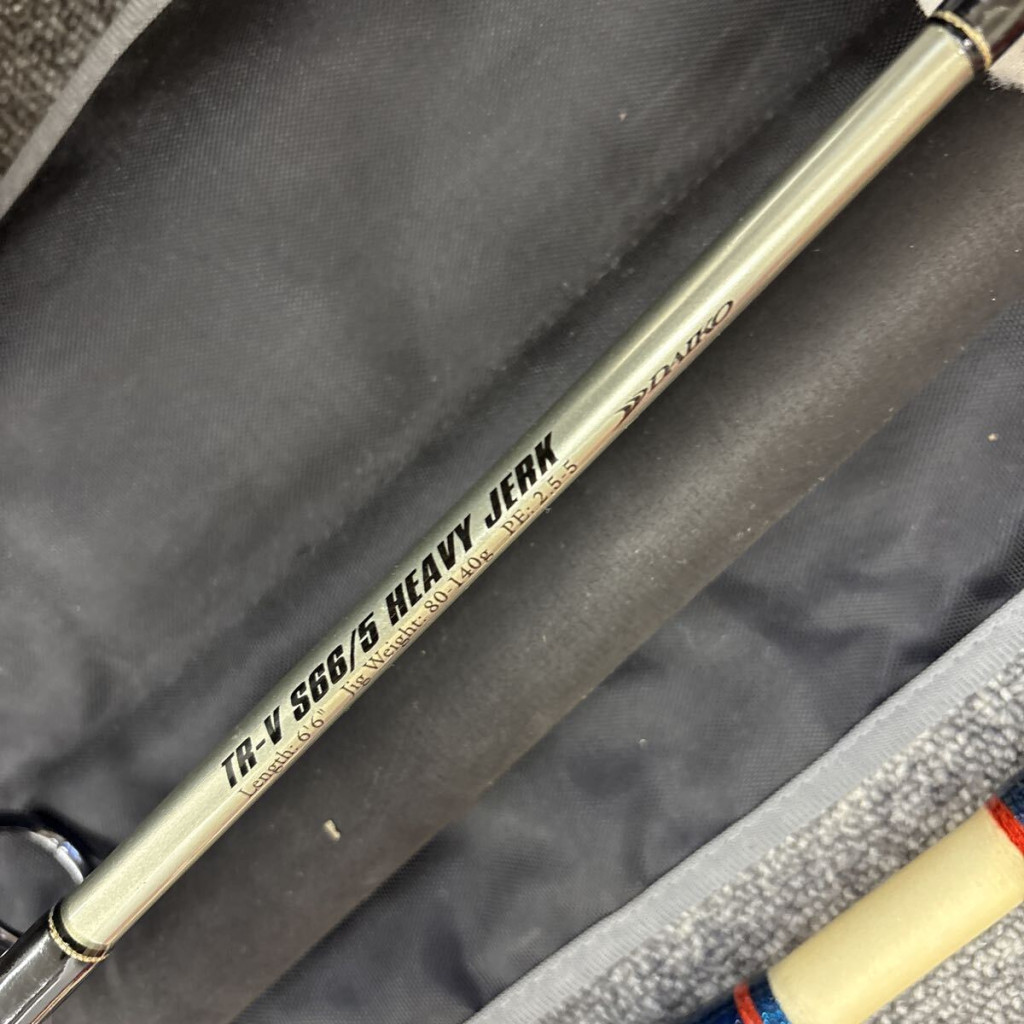 TR-V S66/5 HEAVY JERK
Length: 6'6" Jig Weight: 80-140g PE: 2.5-5
DAIKO